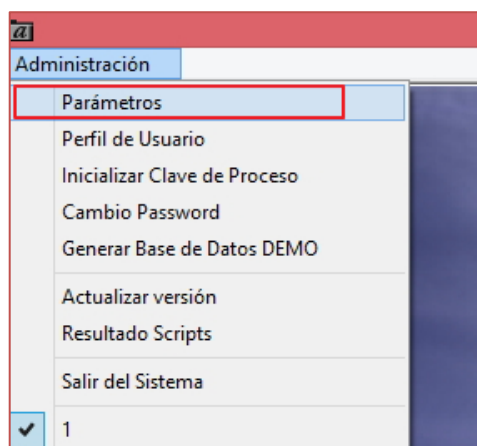 a
Administración
Parámetros
Perfil de Usuario
Inicializar Clave de Proceso
Cambio Password
Generar Base de Datos DEMO
Actualizar versión
Resultado Scripts
Salir del Sistema
1